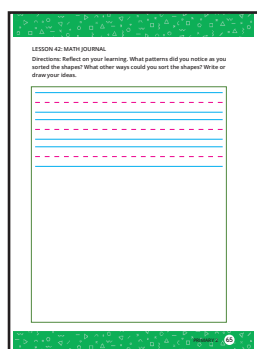 LESSON 42: MATH JOURNAL
Directions: Reflect on your learning. What patterns did you notice as you
sorted the shapes? What other ways could you sort the shapes? Write or
draw your ideas.
65